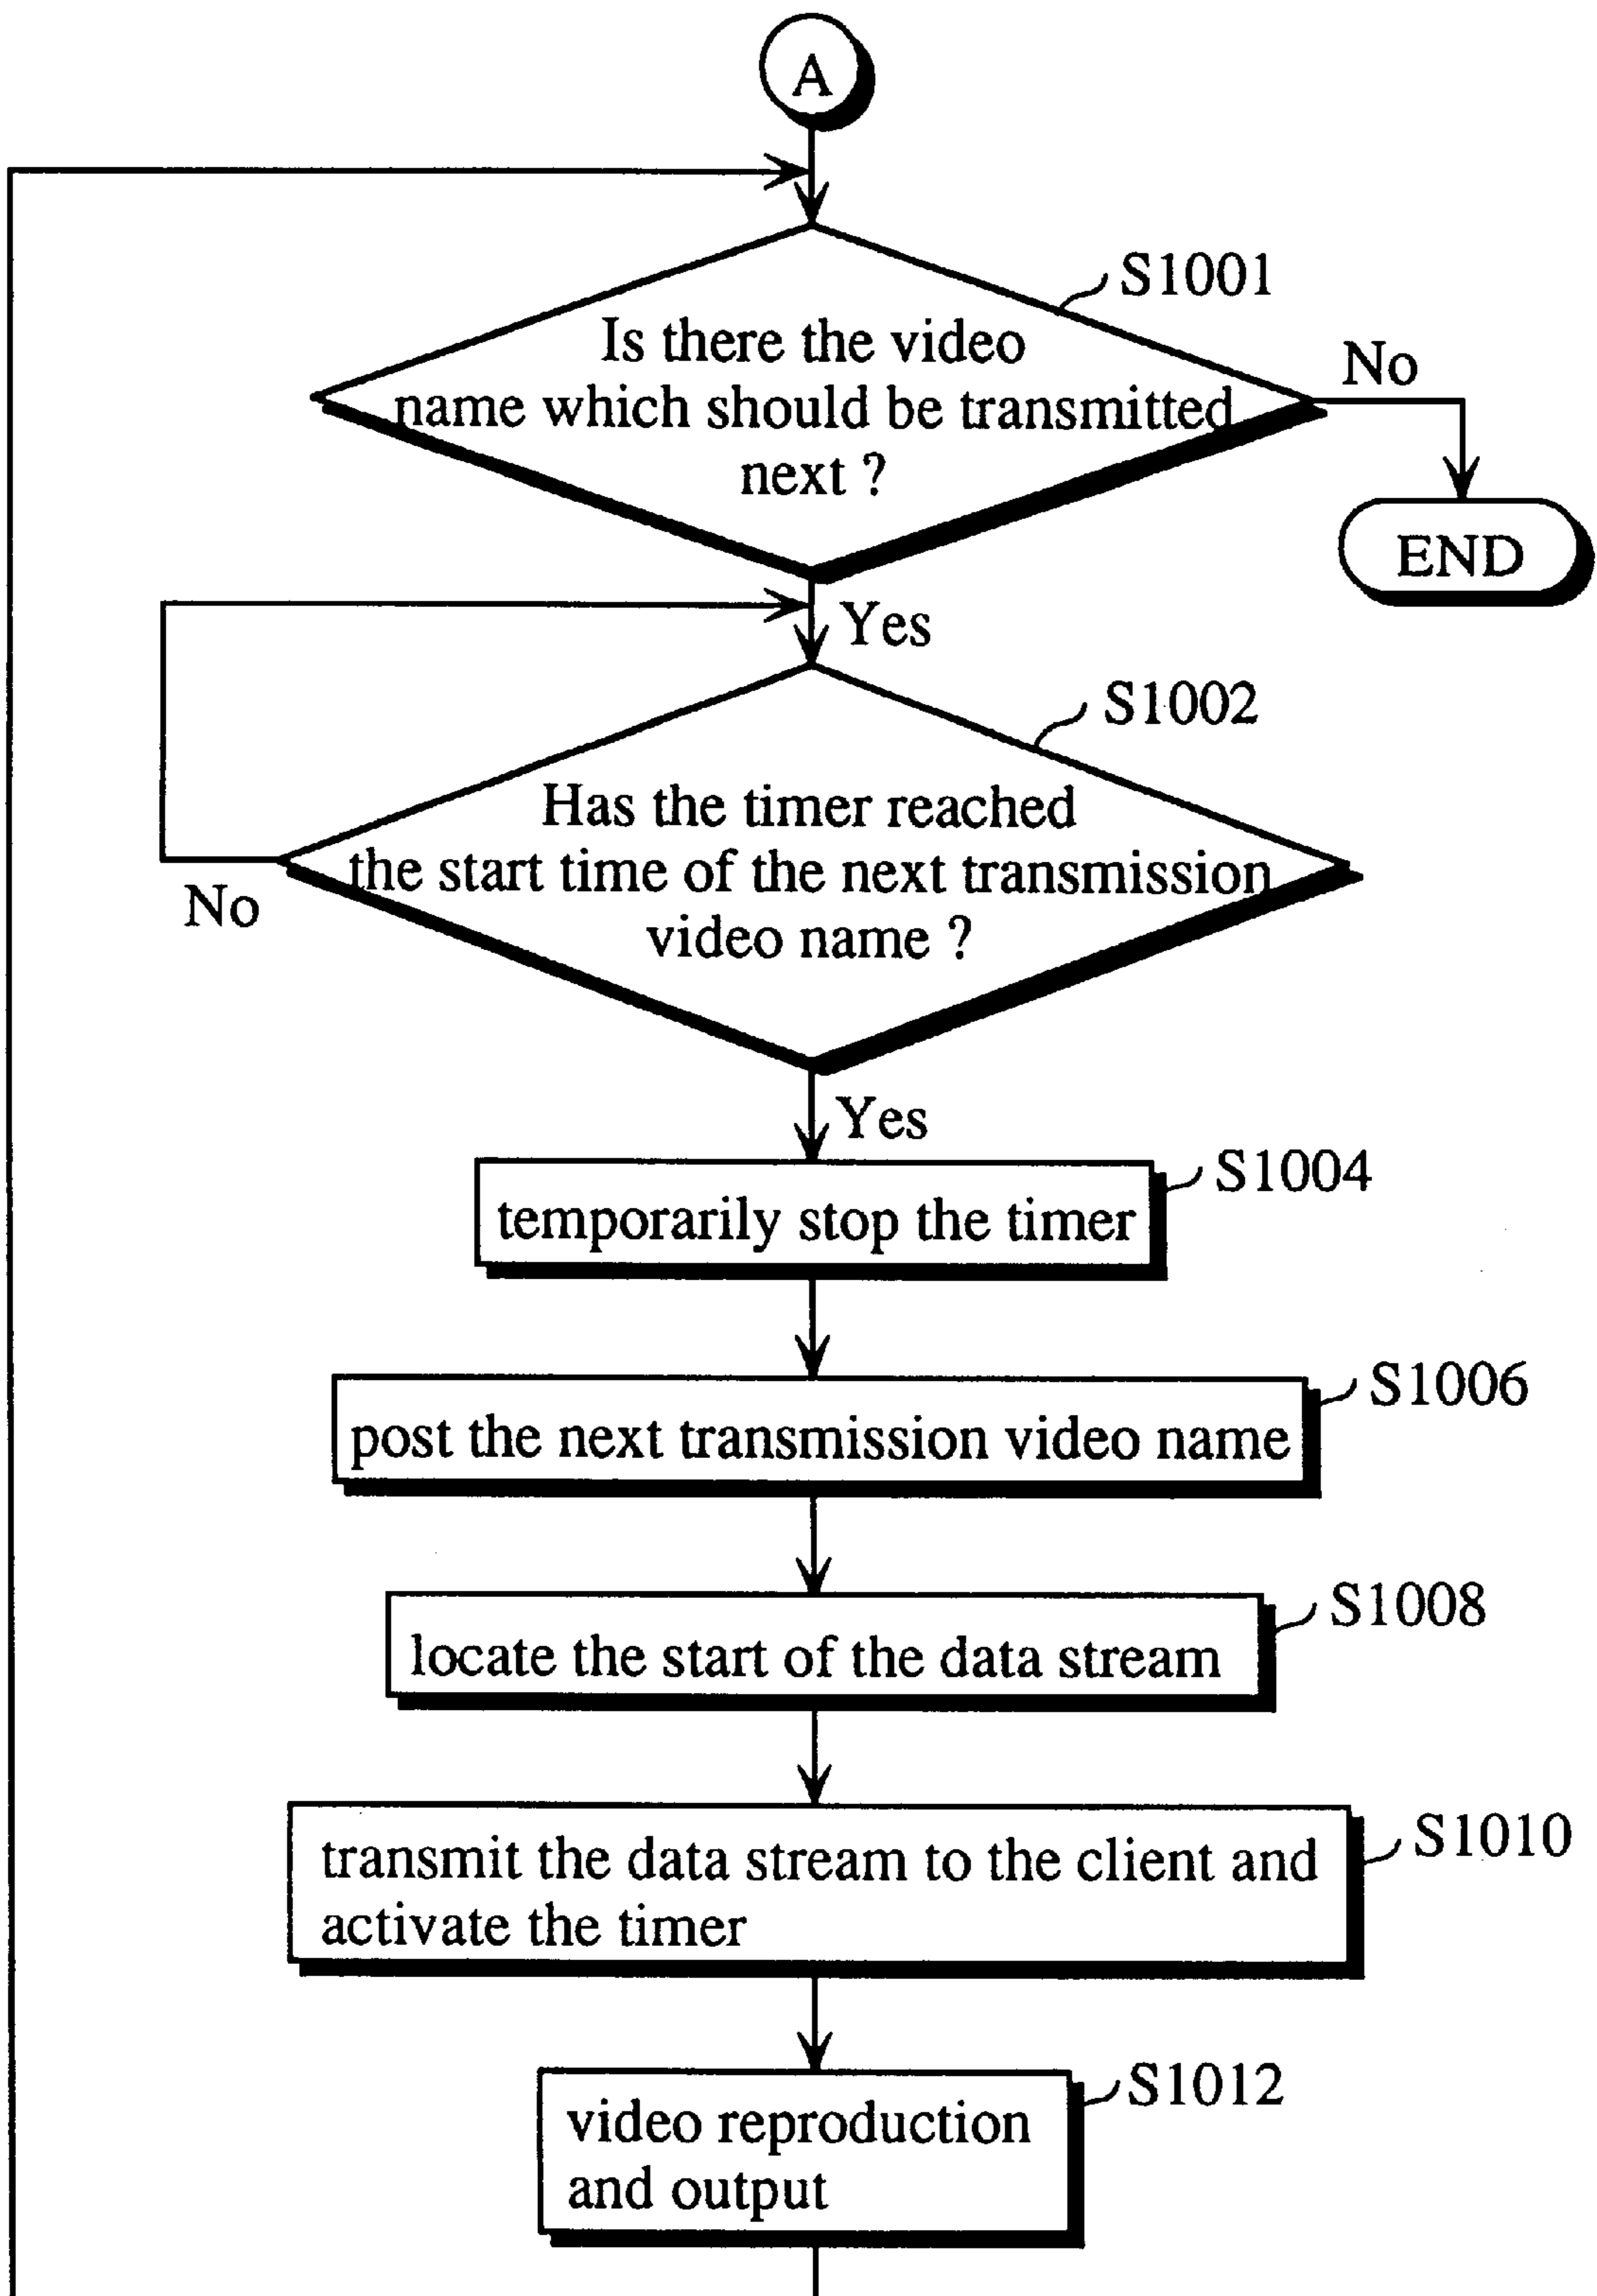 A
S1001
Is there the video
name which should be transmitted
next ?
No
END
Yes
S1002
Has the timer reached
the start time of the next transmission
video name ?
No
Yes
S1004
temporarily stop the timer
S1006
post the next transmission video name
S1008
locate the start of the data stream
S1010
transmit the data stream to the client and
activate the timer
S1012
video reproduction
and output